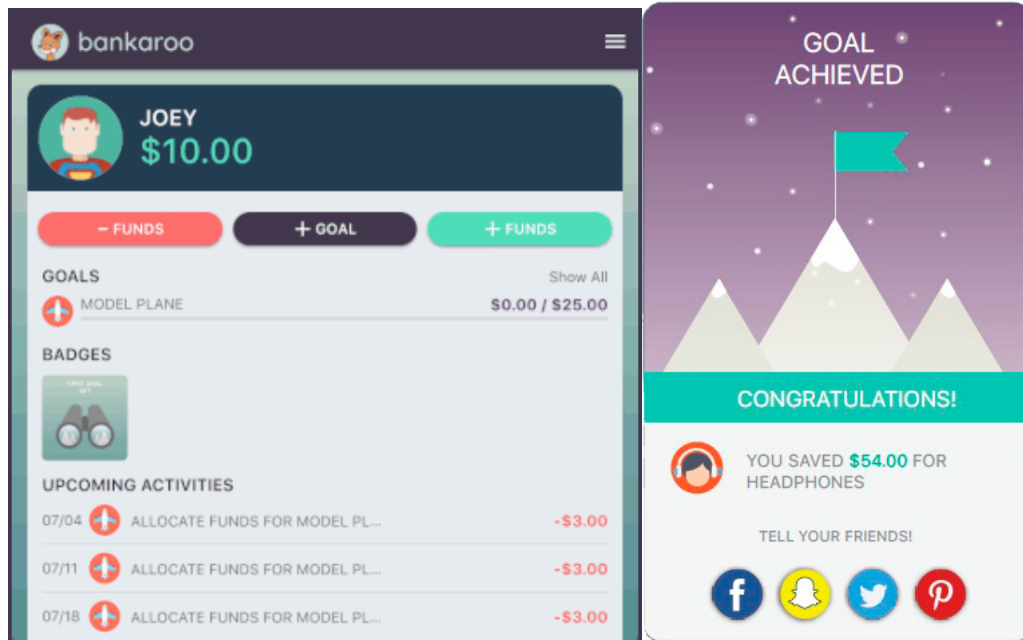 bankaroo
JOEY
$10.00
– FUNDS
+ GOAL
+ FUNDS
GOALS
Show All
MODEL PLANE
$0.00 / $25.00
BADGES
FIRST GOAL
SET
UPCOMING ACTIVITIES
07/04 ALLOCATE FUNDS FOR MODEL PL... -$3.00
07/11 ALLOCATE FUNDS FOR MODEL PL... -$3.00
07/18 ALLOCATE FUNDS FOR MODEL PL... -$3.00
GOAL
ACHIEVED
CONGRATULATIONS!
YOU SAVED $54.00 FOR
HEADPHONES
TELL YOUR FRIENDS!